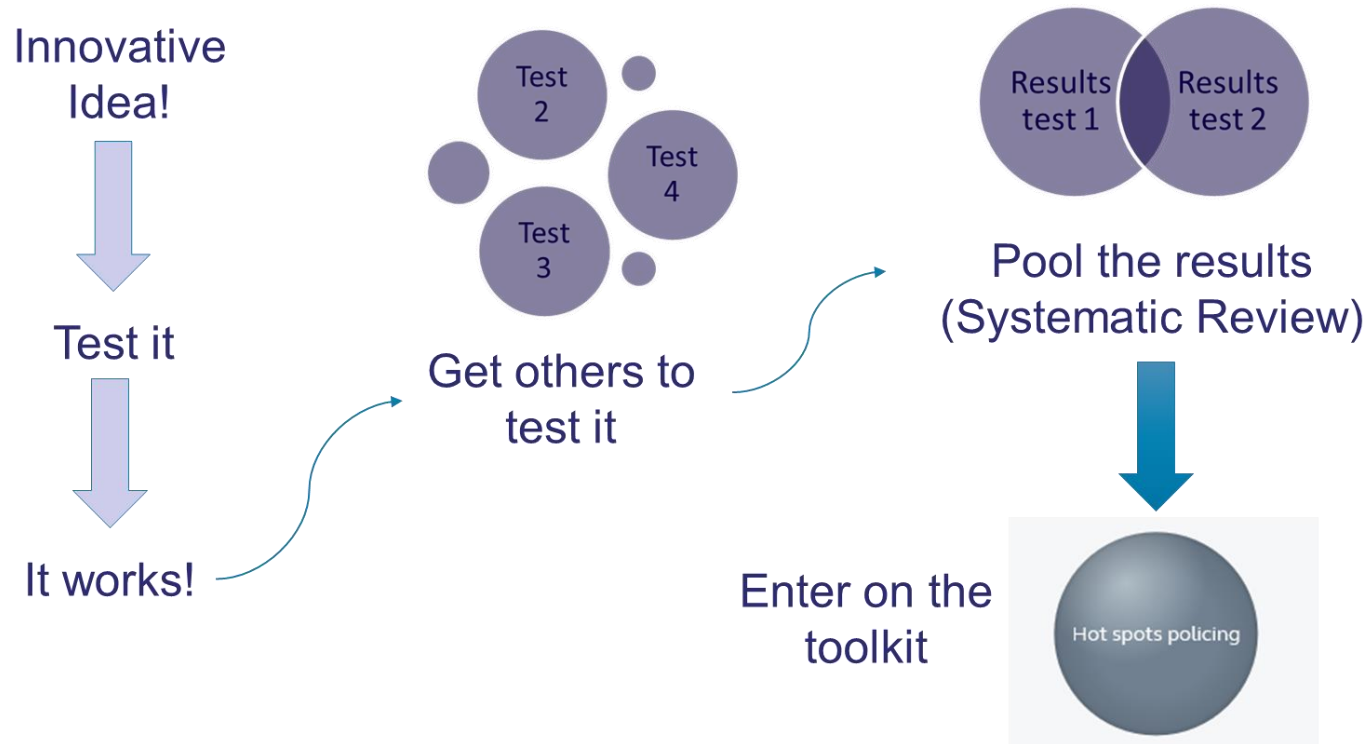 Innovative
Idea!
Test it
It works!
Test
2
Test
4
Test
3
Get others to
test it
Results
test 1
Results
test 2
Pool the results
(Systematic Review)
Enter on the
toolkit
Hot spots policing